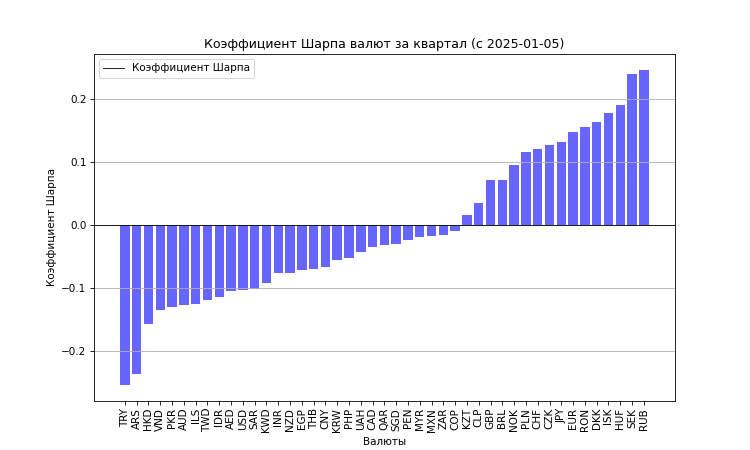 Коэффициент Шарпа валют за квартал (с 2025-01-05)
Коэффициент Шарпа
Коэффициент Шарпа
0.2
0.1
0.0
−0.1
−0.2
TRY ARS HKD VND PKR AUD ILS TWD IDR AED USD SAR KWD INR NZD EGP THB CNY KRW PHP UAH CAD QAR SGD PEN MYR MXN ZAR COP KZT CLP GBP BRL NOK PLN CHF CZK JPY EUR RON DKK ISK HUF SEK RUB
Валюты